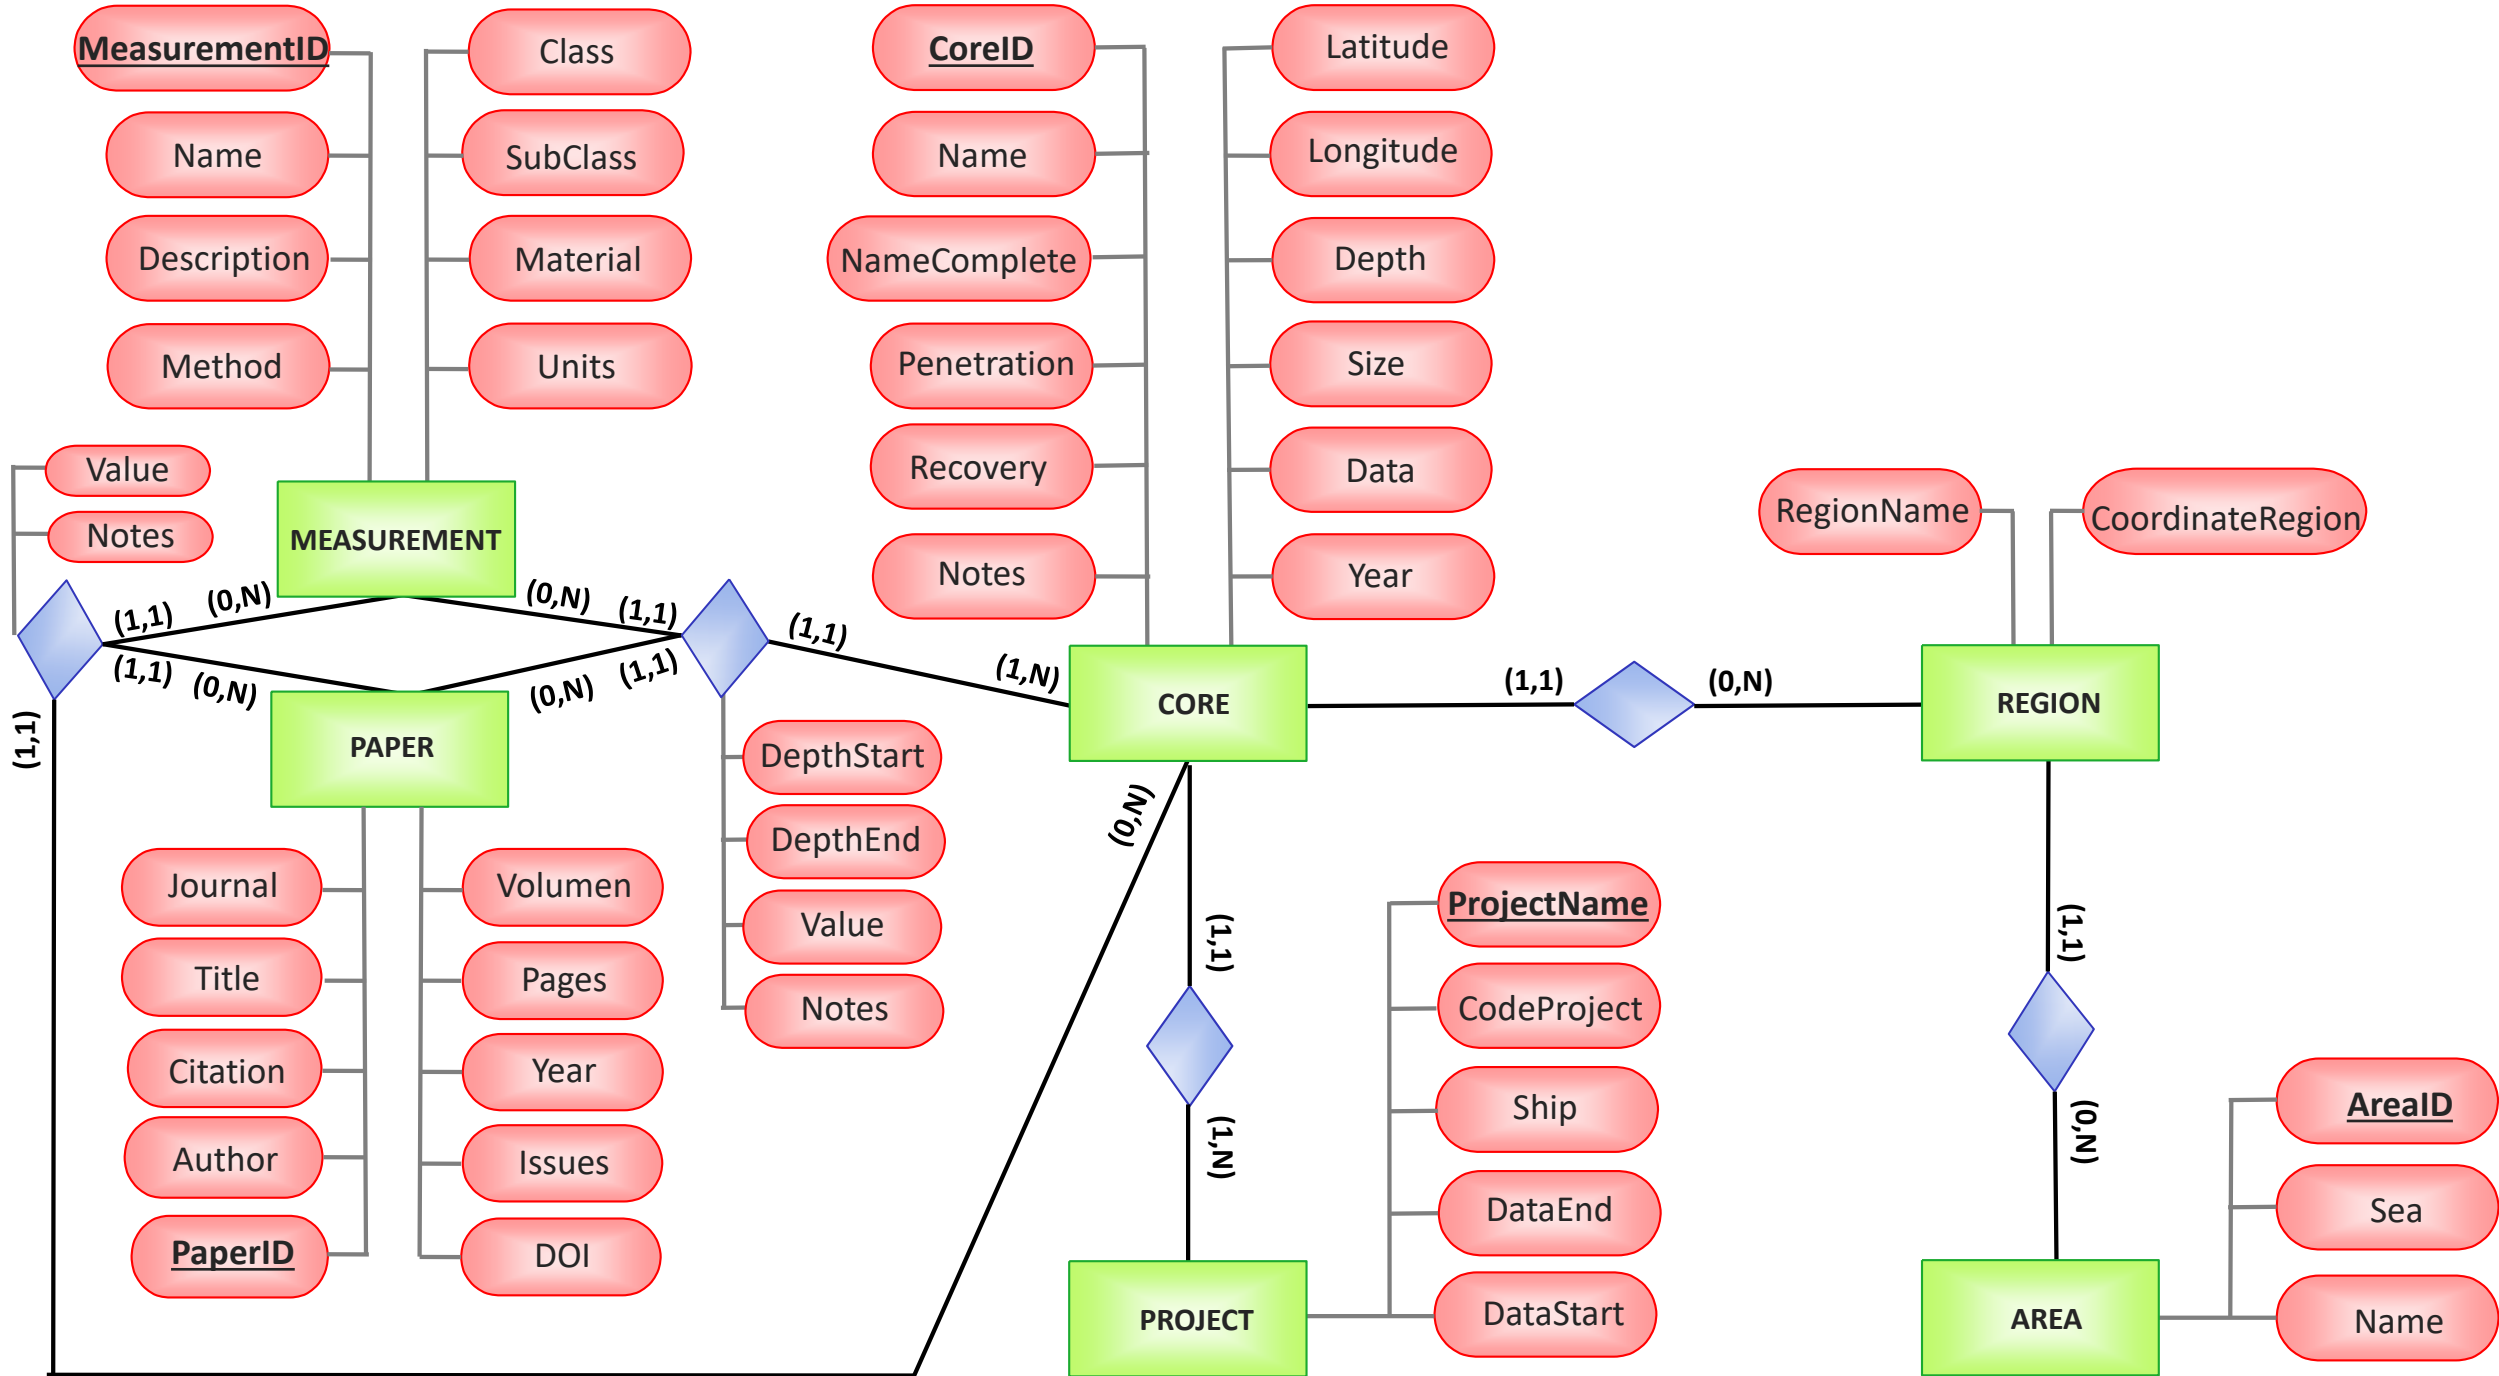 MeasurementID
Name
Description
Method
Class
SubClass
Material
Units
Value
Notes
MEASUREMENT
(1,1)
(0,N)
(0,N)
(1,1)
(1,1)
(0,N)
(0,N)
(1,1)
(1,1)
PAPER
Journal
Title
Citation
Author
PaperID
Volumen
Pages
Year
Issues
DOI
(1,1)
(1,N)
DepthStart
DepthEnd
Value
Notes
CoreID
Name
NameComplete
Penetration
Recovery
Notes
Latitude
Longitude
Depth
Size
Data
Year
CORE
(0,N)
(1,1)
(0,N)
(1,1)
(1,N)
ProjectName
CodeProject
Ship
DataEnd
DataStart
PROJECT
RegionName
CoordinateRegion
REGION
(1,1)
(0,N)
AreaID
Sea
Name
AREA